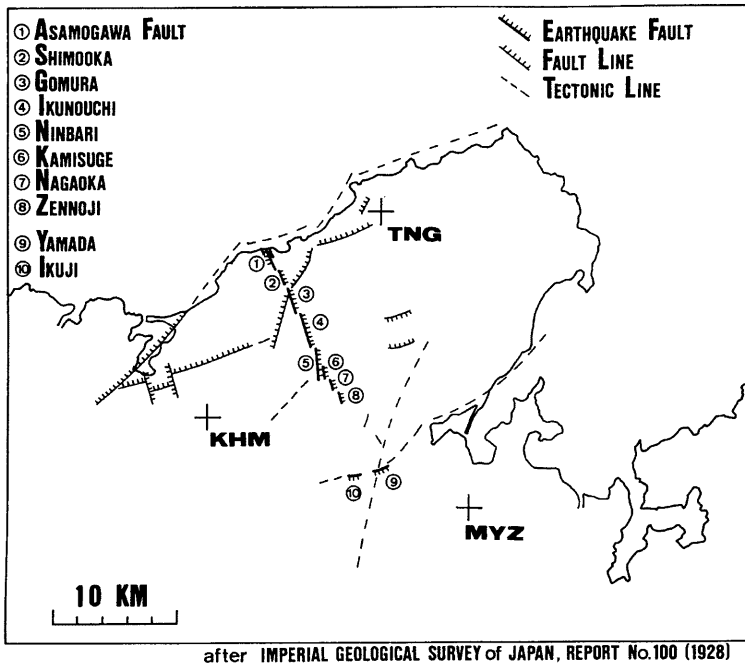 ① ASAMOGAWA FAULT
② SHIMOOKA
③ GOMURA
④ IKUNOUCHI
⑤ NINBARI
⑥ KAMISUGE
⑦ NAGAOKA
⑧ ZENNOJI
⑨ YAMADA
⑩ IKUJI
EARTHQUAKE FAULT
FAULT LINE
TECTONIC LINE
TNG
①
②
③
④
⑤
⑥
⑦
⑧
KHM
⑨
⑩
MYZ
10 KM
after IMPERIAL GEOLOGICAL SURVEY of JAPAN, REPORT No.100 (1928)